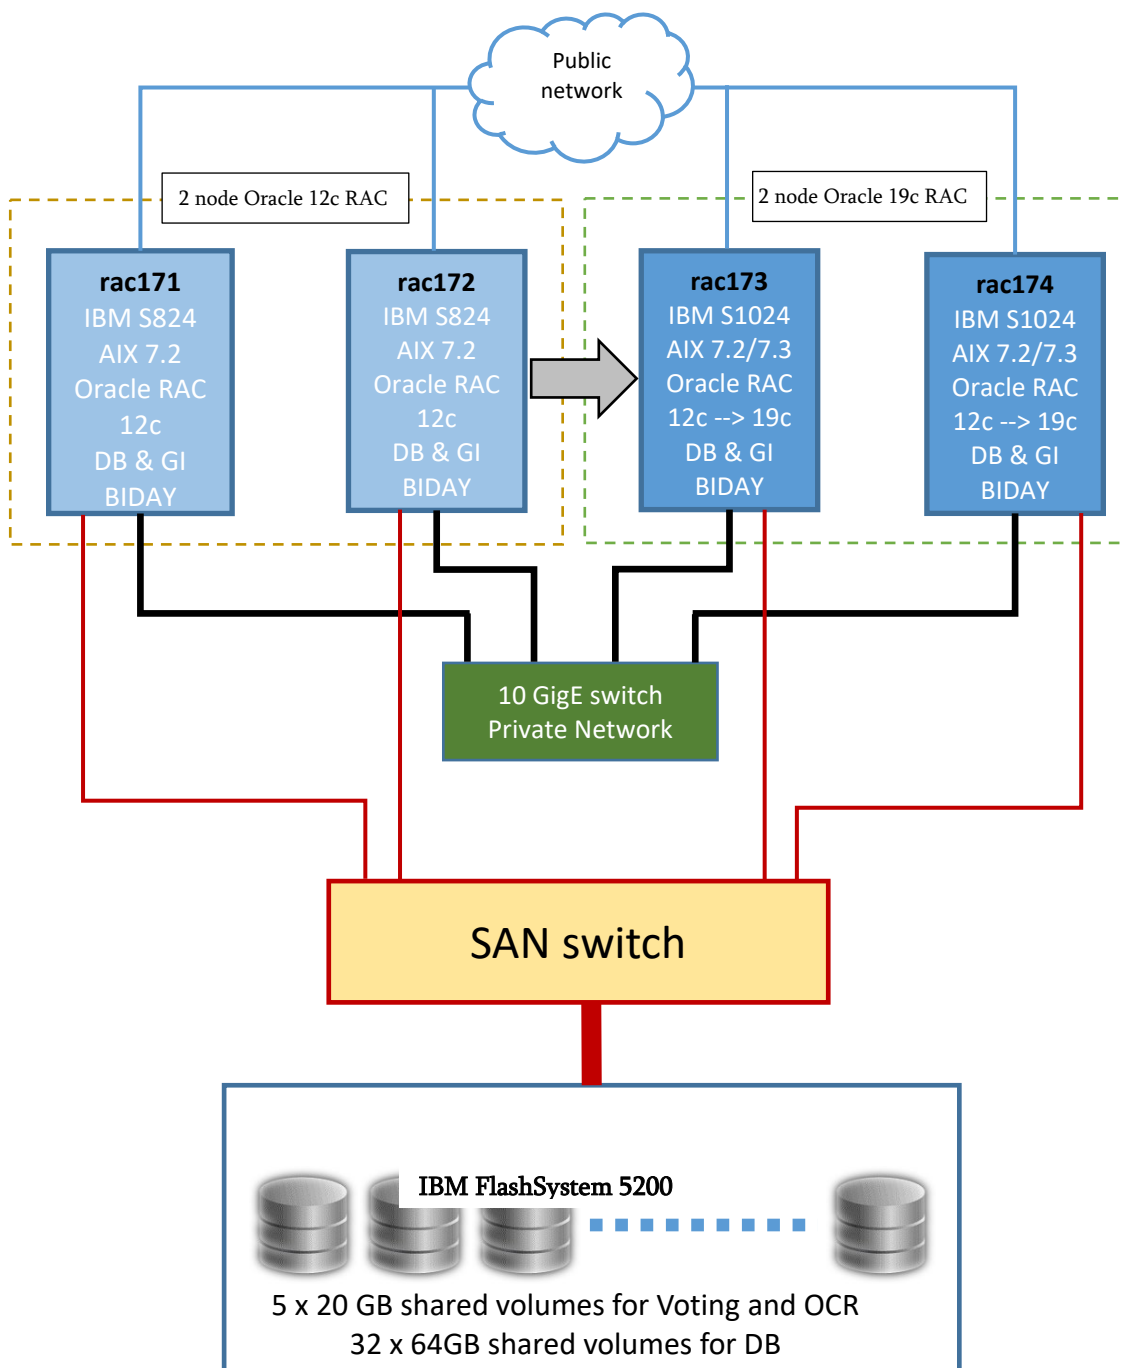 Public
network
2 node Oracle 12c RAC
2 node Oracle 19c RAC
rac171
IBM S824
AIX 7.2
Oracle RAC
12c
DB & GI
BIDAY
rac172
IBM S824
AIX 7.2
Oracle RAC
12c
DB & GI
BIDAY
rac173
IBM S1024
AIX 7.2/7.3
Oracle RAC
12c --> 19c
DB & GI
BIDAY
rac174
IBM S1024
AIX 7.2/7.3
Oracle RAC
12c --> 19c
DB & GI
BIDAY
10 GigE switch
Private Network
SAN switch
IBM FlashSystem 5200
5 x 20 GB shared volumes for Voting and OCR
32 x 64GB shared volumes for DB